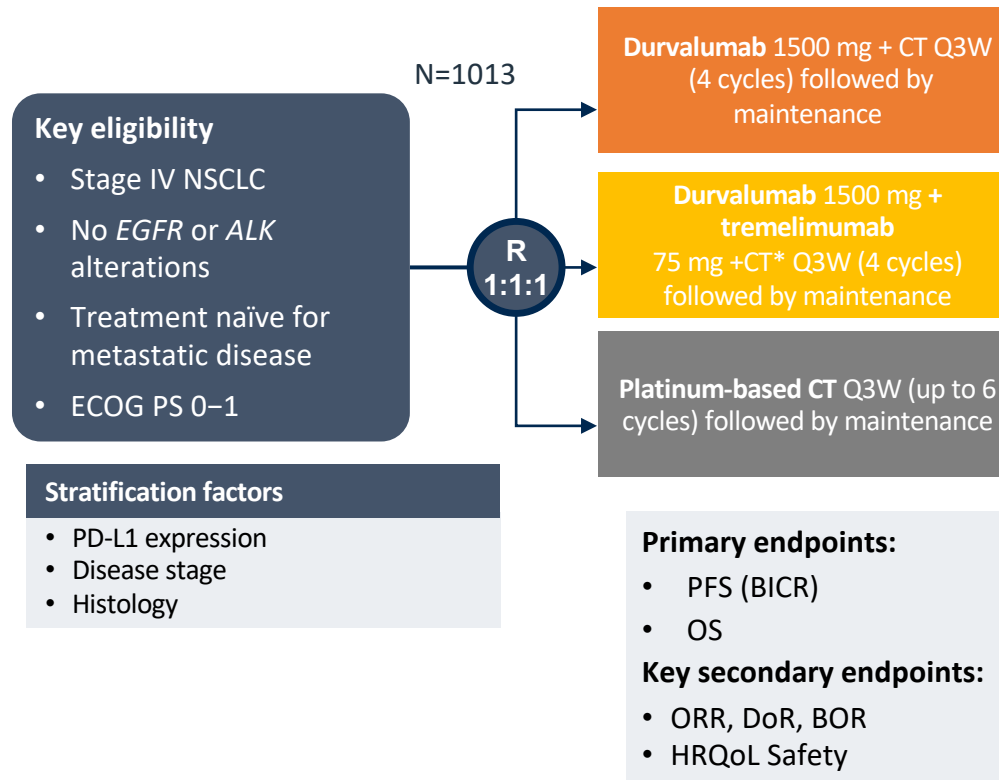 N=1013
Key eligibility
• Stage IV NSCLC
• No EGFR or ALK
alterations
• Treatment naïve for
metastatic disease
• ECOG PS 0−1
R
1:1:1
Durvalumab 1500 mg + CT Q3W
(4 cycles) followed by
maintenance
Durvalumab 1500 mg +
tremelimumab
75 mg +CT* Q3W (4 cycles)
followed by maintenance
Platinum-based CT Q3W (up to 6
cycles) followed by maintenance
Stratification factors
• PD-L1 expression
• Disease stage
• Histology
Primary endpoints:
• PFS (BICR)
• OS
Key secondary endpoints:
• ORR, DoR, BOR
• HRQoL Safety